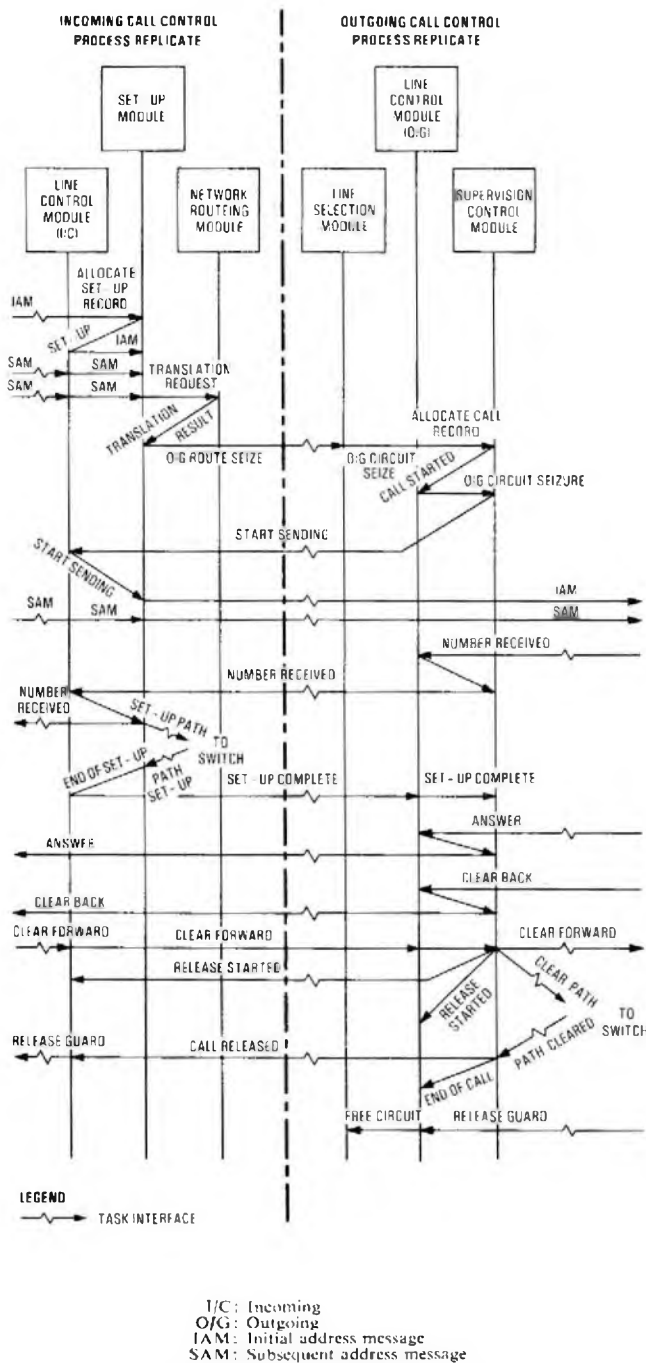 INCOMING CALL CONTROL
PROCESS REPLICATE
OUTGOING CALL CONTROL
PROCESS REPLICATE
SET-UP
MODULE
LINE
CONTROL
MODULE
(O/G)
LINE
CONTROL
MODULE
(I/C)
NETWORK
ROUTEING
MODULE
LINE
SELECTION
MODULE
SUPERVISION
CONTROL
MODULE
ALLOCATE
SET-UP
RECORD
IAM
SET-UP
IAM
SAM
SAM
TRANSLATION
REQUEST
SAM
SAM
TRANSLATION
RESULT
ALLOCATE CALL
RECORD
O/G ROUTE SEIZE
O/G CIRCUIT
SEIZE
CALL STARTED
O/G CIRCUIT SEIZURE
START SENDING
START SENDING
IAM
SAM
SAM
SAM
NUMBER RECEIVED
NUMBER RECEIVED
NUMBER
RECEIVED
SET-UP PATH
TO
SWITCH
END OF SET-UP
PATH
SET-UP
SET-UP COMPLETE
SET-UP COMPLETE
ANSWER
ANSWER
CLEAR BACK
CLEAR BACK
CLEAR FORWARD
CLEAR FORWARD
CLEAR FORWARD
RELEASE STARTED
CLEAR PATH
RELEASE
STARTED
TO
SWITCH
RELEASE GUARD
CALL RELEASED
PATH CLEARED
END OF CALL
FREE CIRCUIT
RELEASE GUARD
LEGEND
TASK INTERFACE
I/C: Incoming
O/G: Outgoing
IAM: Initial address message
SAM: Subsequent address message